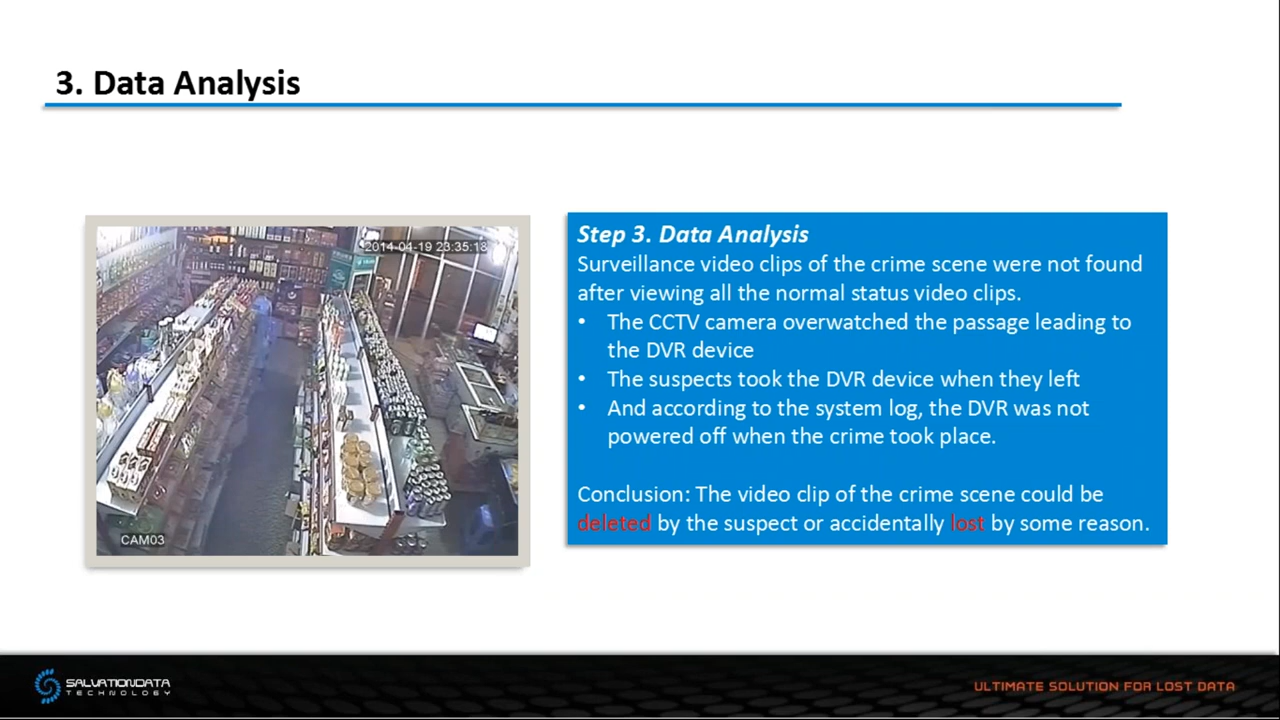 3. Data Analysis
2014-04-19 23:35:18
CAM03
Step 3. Data Analysis
Surveillance video clips of the crime scene were not found
after viewing all the normal status video clips.
• The CCTV camera overwatched the passage leading to
the DVR device
• The suspects took the DVR device when they left
• And according to the system log, the DVR was not
powered off when the crime took place.
Conclusion: The video clip of the crime scene could be
deleted by the suspect or accidentally lost by some reason.
SALVATIONDATA
TECHNOLOGY
ULTIMATE SOLUTION FOR LOST DATA